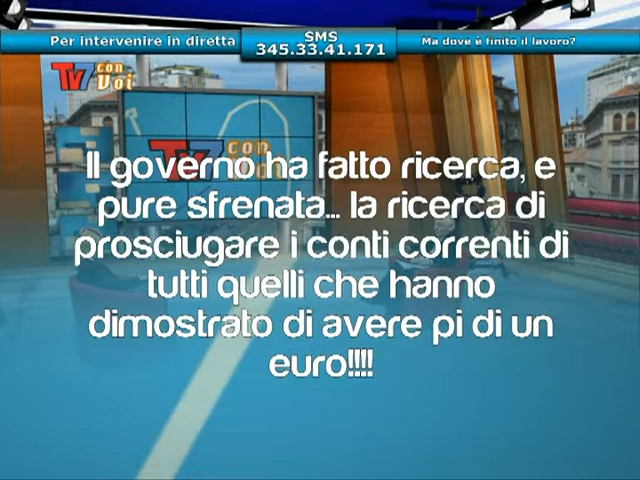 Per intervenire in diretta
SMS
345.33.41.171
Ma dove è finito il lavoro?
TV7 con Voi
TV7 con
Il governo ha fatto ricerca, e
pure sfrenata... la ricerca di
prosciugare i conti correnti di
tutti quelli che hanno
dimostrato di avere pi di un
euro!!!!